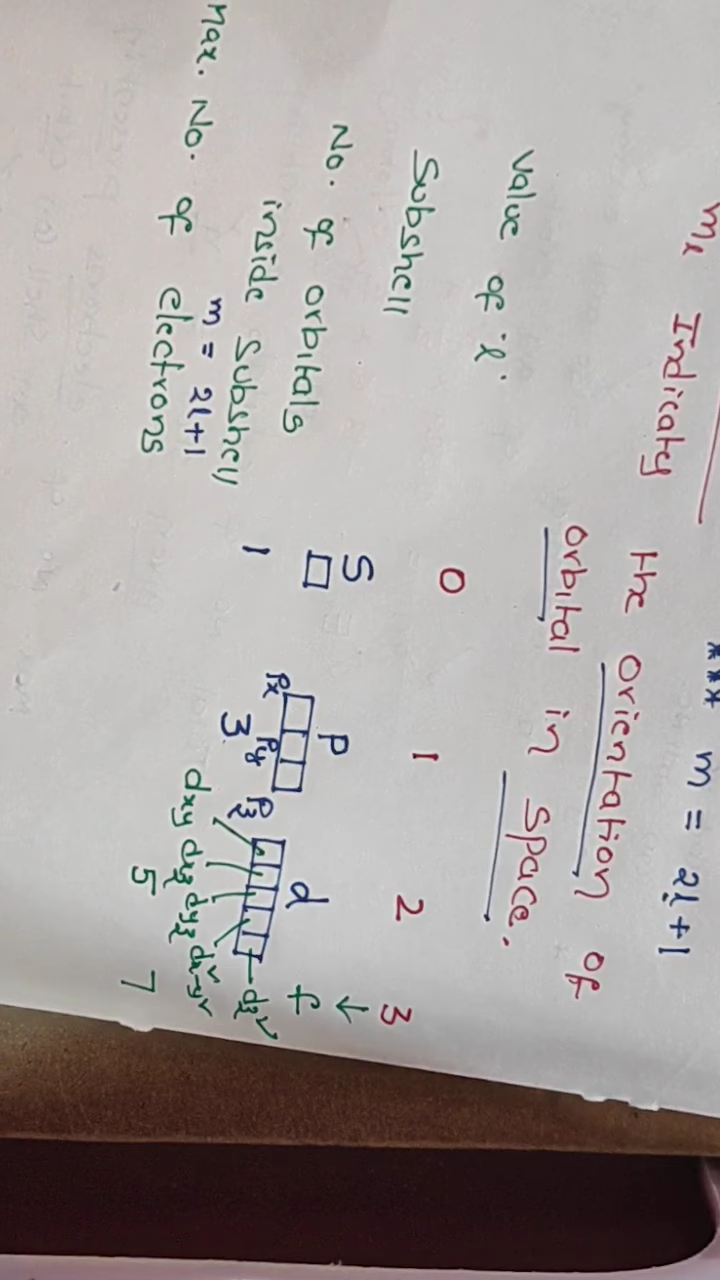 *** m = 2l+1
ml Indicates the orientation of
orbital in space.
Value of 'l' 0 1 2 3
Subshell S P d f
No. of orbitals
inside subshell 1 3 5 7
m = 2l+1
Px Py Pz
dxy dxz dyz dx²-y² dz²
Max. No. of electrons